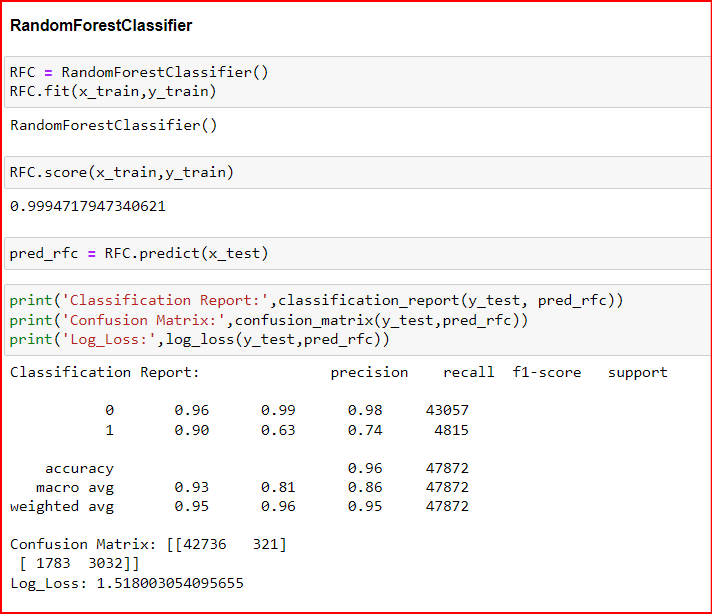 RandomForestClassifier
RFC = RandomForestClassifier()
RFC.fit(x_train,y_train)
RandomForestClassifier()
RFC.score(x_train,y_train)
0.9994717947340621
pred_rfc = RFC.predict(x_test)
print('Classification Report:',classification_report(y_test, pred_rfc))
print('Confusion Matrix:',confusion_matrix(y_test,pred_rfc))
print('Log_Loss:',log_loss(y_test,pred_rfc))
Classification Report:               precision    recall  f1-score   support
           0       0.96      0.99      0.98     43057
           1       0.90      0.63      0.74      4815
    accuracy                           0.96     47872
   macro avg       0.93      0.81      0.86     47872
weighted avg       0.95      0.96      0.95     47872
Confusion Matrix: [[42736   321]
 [ 1783  3032]]
Log_Loss: 1.518003054095655